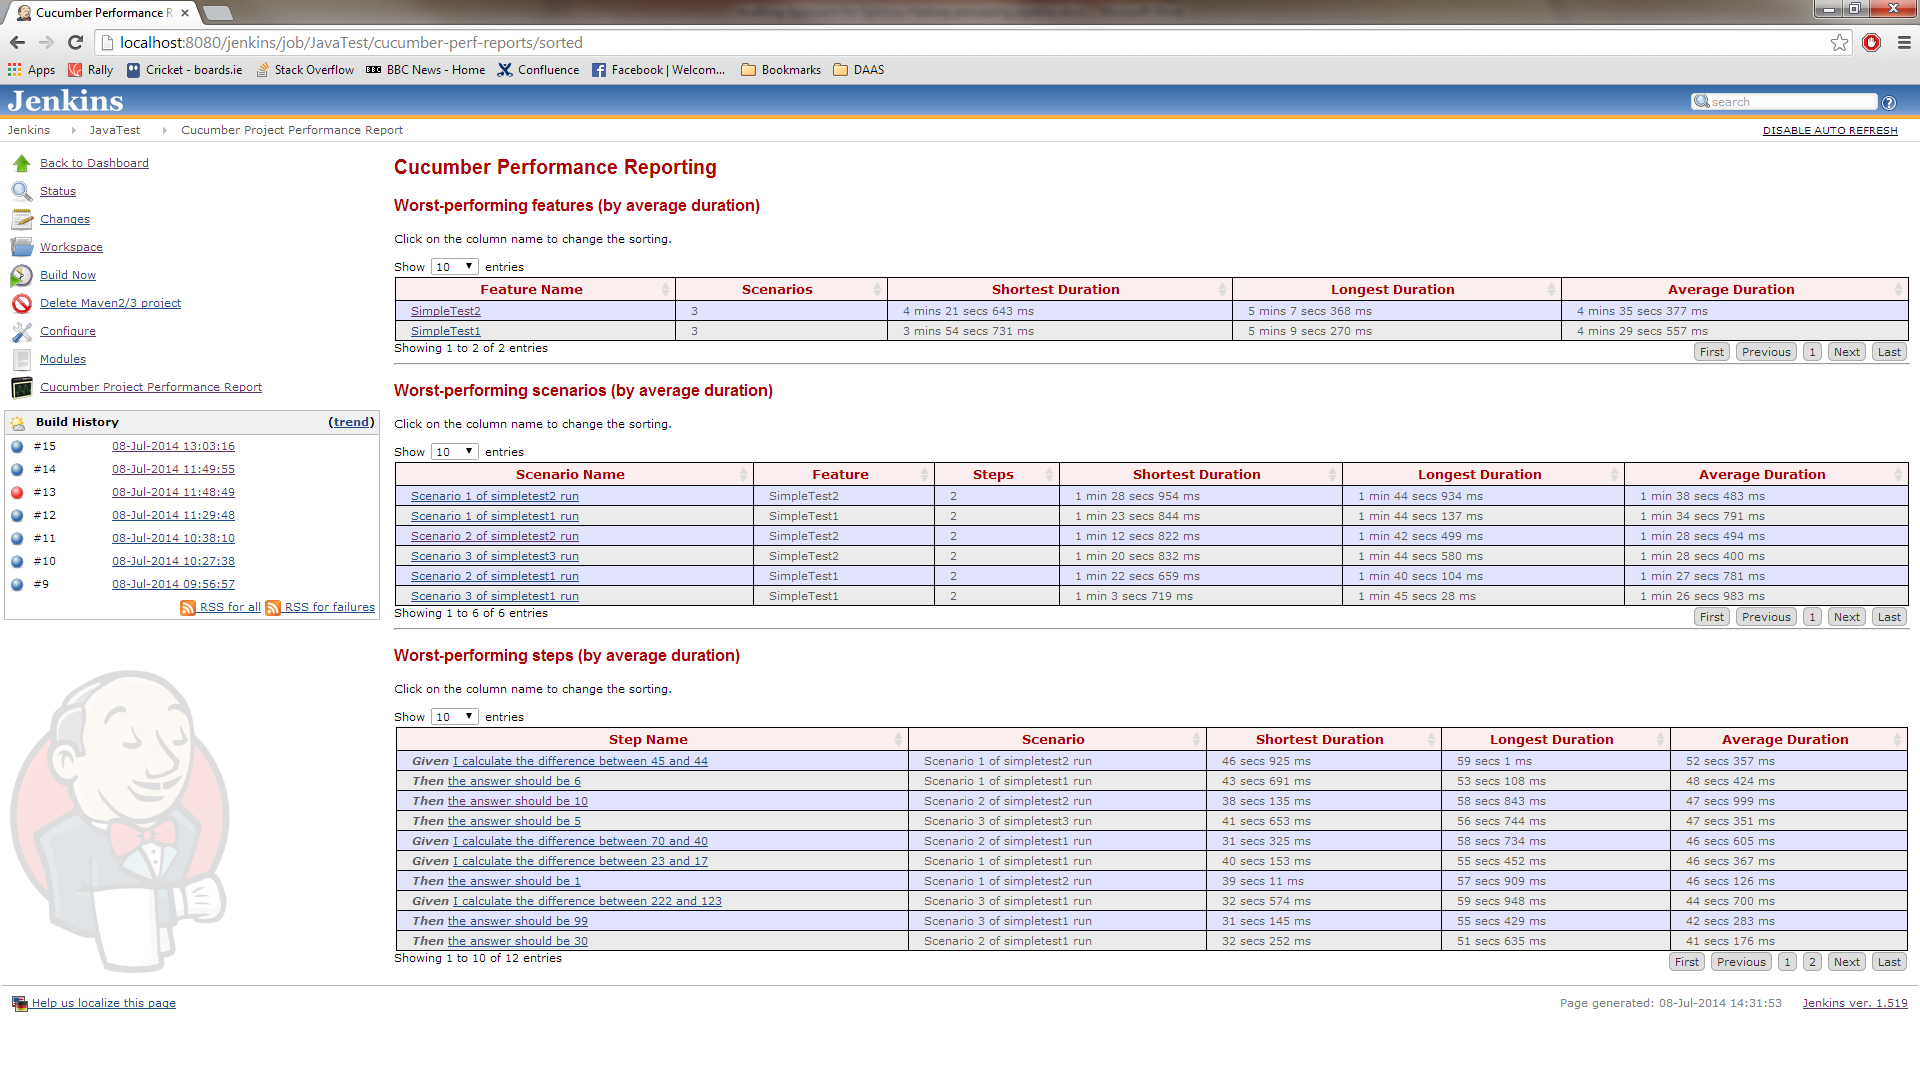 Cucumber Performance R
localhost:8080/jenkins/job/JavaTest/cucumber-perf-reports/sorted
Apps Rally Cricket - boards.ie Stack Overflow BBC News - Home Confluence Facebook | Welcom... Bookmarks DAAS
Jenkins
search
Jenkins JavaTest Cucumber Project Performance Report
DISABLE AUTO REFRESH
Back to Dashboard
Status
Changes
Workspace
Build Now
Delete Maven2/3 project
Configure
Modules
Cucumber Project Performance Report
Build History (trend)
#15 08-Jul-2014 13:03:16
#14 08-Jul-2014 11:49:55
#13 08-Jul-2014 11:48:49
#12 08-Jul-2014 11:29:48
#11 08-Jul-2014 10:38:10
#10 08-Jul-2014 10:27:38
#9 08-Jul-2014 09:56:57
RSS for all RSS for failures
Cucumber Performance Reporting
Worst-performing features (by average duration)
Click on the column name to change the sorting.
Show 10 entries
Feature Name Scenarios Shortest Duration Longest Duration Average Duration
SimpleTest2 3 4 mins 21 secs 643 ms 5 mins 7 secs 368 ms 4 mins 35 secs 377 ms
SimpleTest1 3 3 mins 54 secs 731 ms 5 mins 9 secs 270 ms 4 mins 29 secs 557 ms
Showing 1 to 2 of 2 entries
First Previous 1 Next Last
Worst-performing scenarios (by average duration)
Click on the column name to change the sorting.
Show 10 entries
Scenario Name Feature Steps Shortest Duration Longest Duration Average Duration
Scenario 1 of simpletest2 run SimpleTest2 2 1 min 28 secs 954 ms 1 min 44 secs 934 ms 1 min 38 secs 483 ms
Scenario 1 of simpletest1 run SimpleTest1 2 1 min 23 secs 844 ms 1 min 44 secs 137 ms 1 min 34 secs 791 ms
Scenario 2 of simpletest2 run SimpleTest2 2 1 min 12 secs 822 ms 1 min 42 secs 499 ms 1 min 28 secs 494 ms
Scenario 3 of simpletest3 run SimpleTest2 2 1 min 20 secs 832 ms 1 min 44 secs 580 ms 1 min 28 secs 400 ms
Scenario 2 of simpletest1 run SimpleTest1 2 1 min 22 secs 659 ms 1 min 40 secs 104 ms 1 min 27 secs 781 ms
Scenario 3 of simpletest1 run SimpleTest1 2 1 min 3 secs 719 ms 1 min 45 secs 28 ms 1 min 26 secs 983 ms
Showing 1 to 6 of 6 entries
First Previous 1 Next Last
Worst-performing steps (by average duration)
Click on the column name to change the sorting.
Show 10 entries
Step Name Scenario Shortest Duration Longest Duration Average Duration
Given I calculate the difference between 45 and 44 Scenario 1 of simpletest2 run 46 secs 925 ms 59 secs 1 ms 52 secs 357 ms
Then the answer should be 6 Scenario 1 of simpletest1 run 43 secs 691 ms 53 secs 108 ms 48 secs 424 ms
Then the answer should be 10 Scenario 2 of simpletest2 run 38 secs 135 ms 58 secs 843 ms 47 secs 999 ms
Then the answer should be 5 Scenario 3 of simpletest3 run 41 secs 653 ms 56 secs 744 ms 47 secs 351 ms
Given I calculate the difference between 70 and 40 Scenario 2 of simpletest1 run 31 secs 325 ms 58 secs 734 ms 46 secs 605 ms
Given I calculate the difference between 23 and 17 Scenario 1 of simpletest1 run 40 secs 153 ms 55 secs 452 ms 46 secs 367 ms
Then the answer should be 1 Scenario 1 of simpletest2 run 39 secs 11 ms 57 secs 909 ms 46 secs 126 ms
Given I calculate the difference between 222 and 123 Scenario 3 of simpletest1 run 32 secs 574 ms 59 secs 948 ms 44 secs 700 ms
Then the answer should be 99 Scenario 3 of simpletest1 run 31 secs 145 ms 55 secs 429 ms 42 secs 283 ms
Then the answer should be 30 Scenario 2 of simpletest1 run 32 secs 252 ms 51 secs 635 ms 41 secs 176 ms
Showing 1 to 10 of 12 entries
First Previous 1 2 Next Last
Help us localize this page
Page generated: 08-Jul-2014 14:31:53 Jenkins ver. 1.519